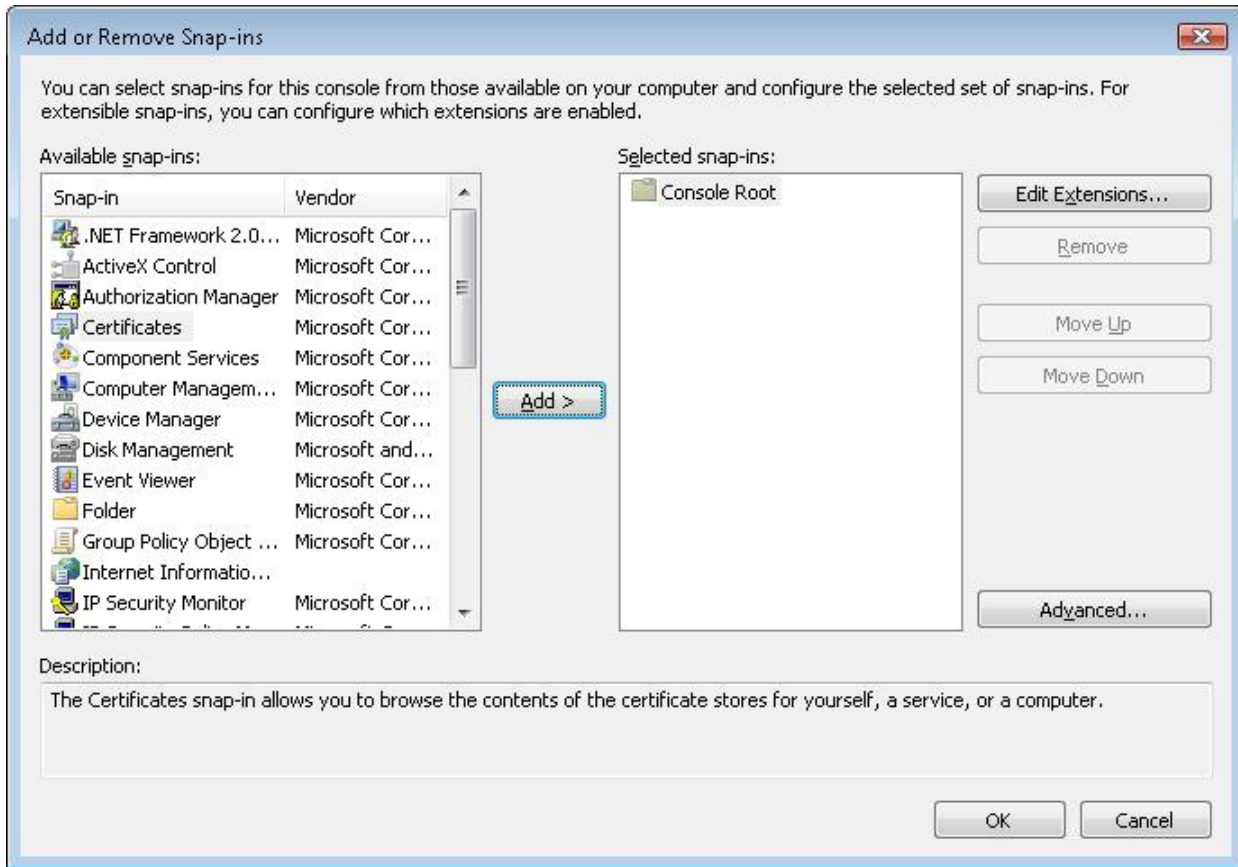 Add or Remove Snap-ins
You can select snap-ins for this console from those available on your computer and configure the selected set of snap-ins. For
extensible snap-ins, you can configure which extensions are enabled.
Available snap-ins:
Snap-in Vendor
.NET Framework 2.0... Microsoft Cor...
ActiveX Control Microsoft Cor...
Authorization Manager Microsoft Cor...
Certificates Microsoft Cor...
Component Services Microsoft Cor...
Computer Managem... Microsoft Cor...
Device Manager Microsoft Cor...
Disk Management Microsoft and...
Event Viewer Microsoft Cor...
Folder Microsoft Cor...
Group Policy Object ... Microsoft Cor...
Internet Informatio...
IP Security Monitor Microsoft Cor...
Add >
Selected snap-ins:
Console Root
Edit Extensions...
Remove
Move Up
Move Down
Advanced...
Description:
The Certificates snap-in allows you to browse the contents of the certificate stores for yourself, a service, or a computer.
OK Cancel